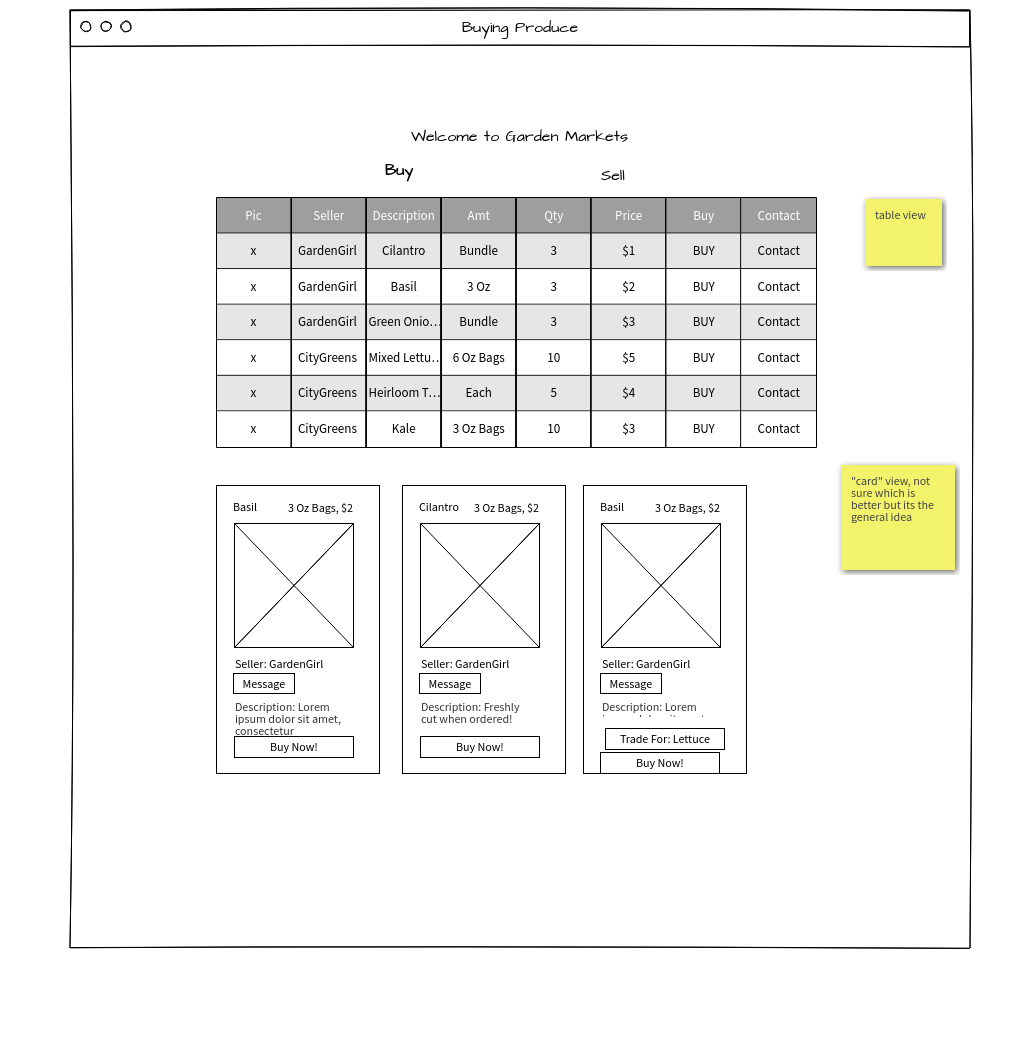 Buying Produce
Welcome to Garden Markets
Buy Sell
Pic Seller Description Amt Qty Price Buy Contact
x GardenGirl Cilantro Bundle 3 $1 BUY Contact
x GardenGirl Basil 3 Oz 3 $2 BUY Contact
x GardenGirl Green Onio... Bundle 3 $3 BUY Contact
x CityGreens Mixed Lettu... 6 Oz Bags 10 $5 BUY Contact
x CityGreens Heirloom T... Each 5 $4 BUY Contact
x CityGreens Kale 3 Oz Bags 10 $3 BUY Contact
table view
"card" view, not
sure which is
better but its the
general idea
Basil 3 Oz Bags, $2
Seller: GardenGirl
Message
Description: Lorem
ipsum dolor sit amet,
consectetur
Buy Now!
Cilantro 3 Oz Bags, $2
Seller: GardenGirl
Message
Description: Freshly
cut when ordered!
Buy Now!
Basil 3 Oz Bags, $2
Seller: GardenGirl
Message
Description: Lorem
Trade For: Lettuce
Buy Now!